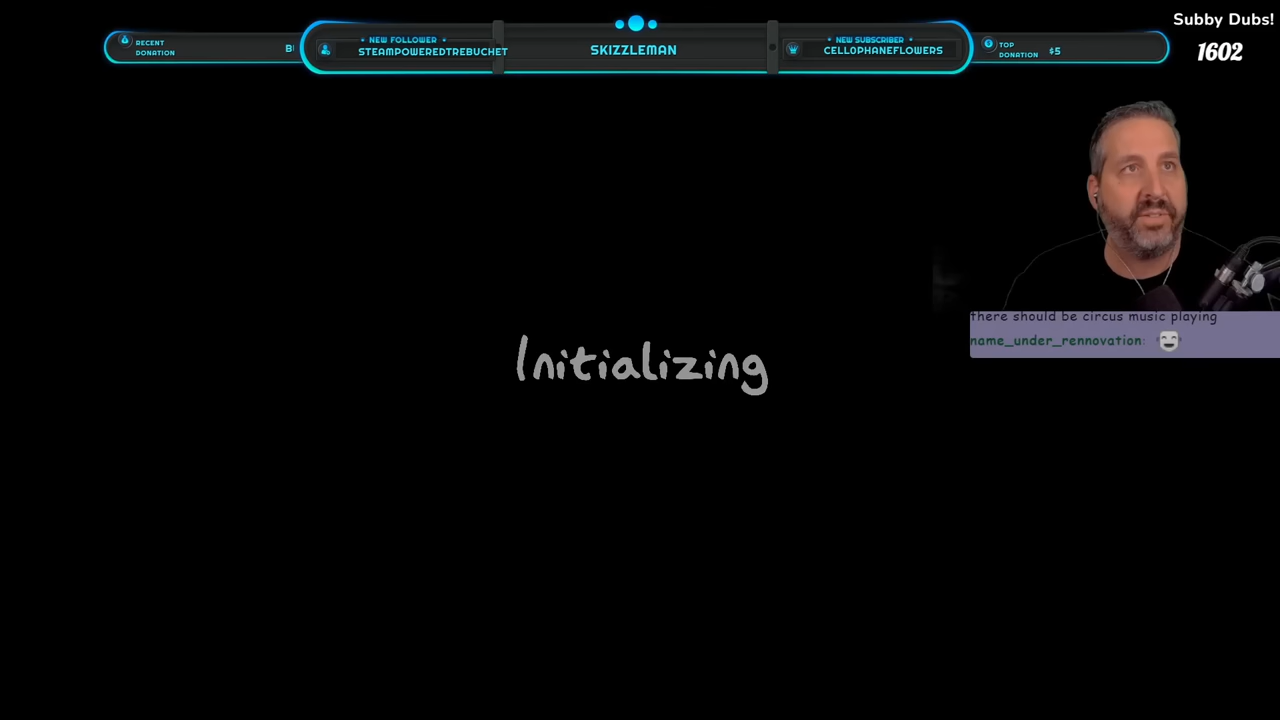 Subby Dubs!
1602
RECENT
DONATION
NEW FOLLOWER
STEAMPOWEREDTREBUCHET
SKIZZLEMAN
NEW SUBSCRIBER
CELLOPHANEFLOWERS
TOP
DONATION
$5
there should be circus music playing
name_under_rennovation:
Initializing